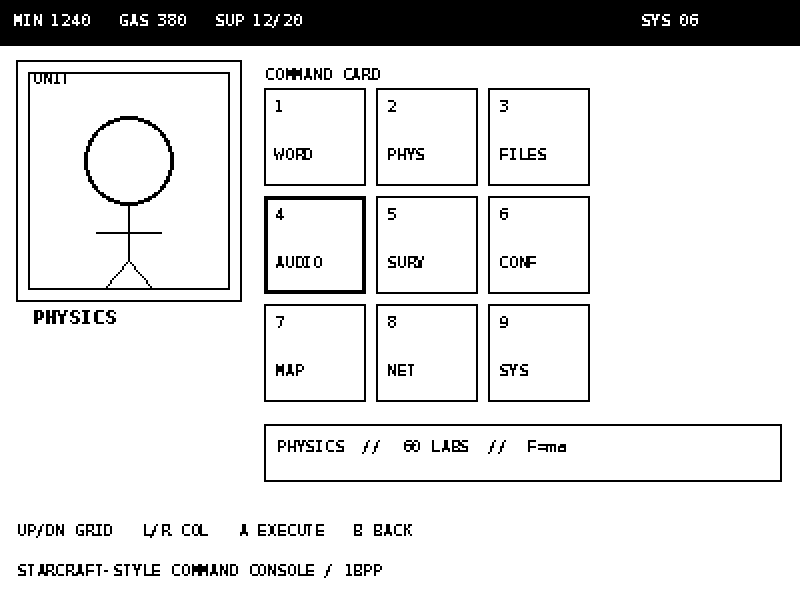 MIN 1240 GAS 380 SUP 12/20 SYS 06
UNIT
PHYSICS
COMMAND CARD
1 2 3
WORD PHYS FILES
4 5 6
AUDIO SURV CONF
7 8 9
MAP NET SYS
PHYSICS // 60 LABS // F=ma
UP/DN GRID L/R COL A EXECUTE B BACK
STARCRAFT-STYLE COMMAND CONSOLE / 1BPP